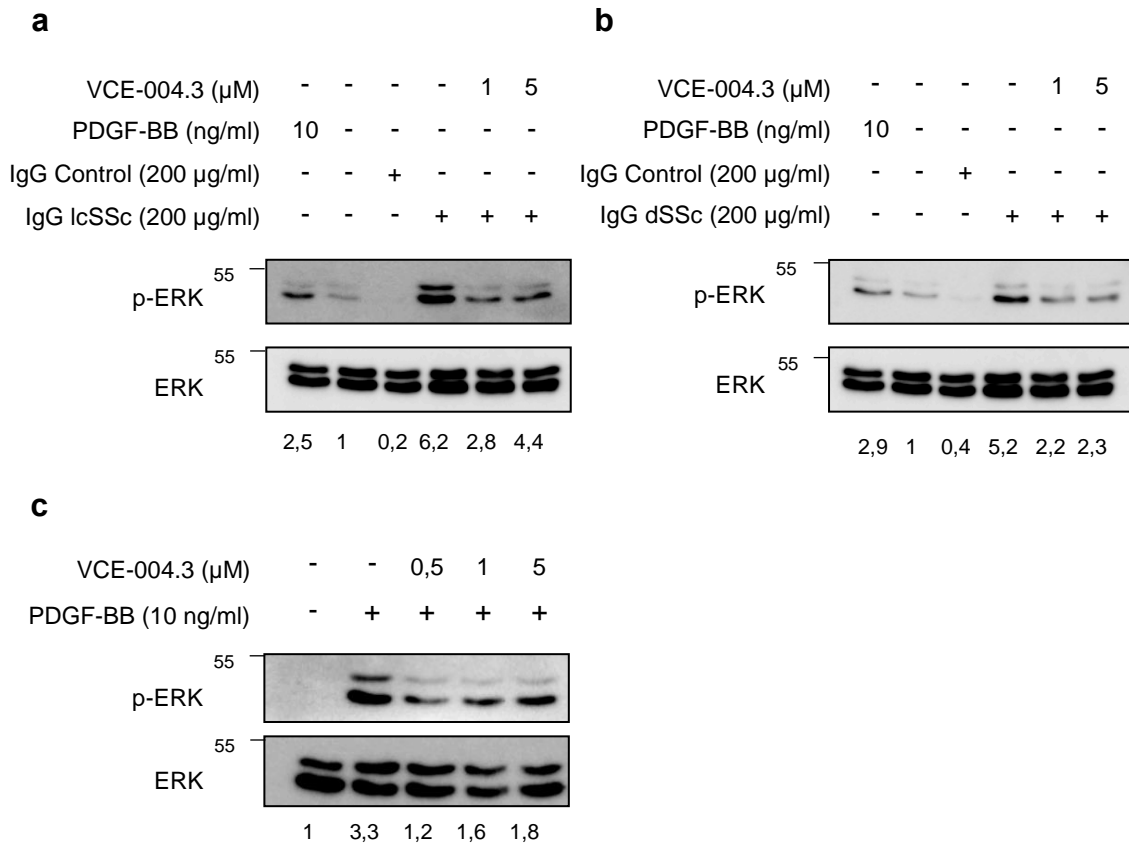 a
VCE-004.3 (µM) - - - - 1 5
PDGF-BB (ng/ml) 10 - - - - -
IgG Control (200 µg/ml) - - + - - -
IgG lcSSc (200 µg/ml) - - - + + +
55
p-ERK
55
ERK
2,5 1 0,2 6,2 2,8 4,4
b
VCE-004.3 (µM) - - - - 1 5
PDGF-BB (ng/ml) 10 - - - - -
IgG Control (200 µg/ml) - - + - - -
IgG dSSc (200 µg/ml) - - - + + +
55
p-ERK
55
ERK
2,9 1 0,4 5,2 2,2 2,3
c
VCE-004.3 (µM) - - 0,5 1 5
PDGF-BB (10 ng/ml) - + + + +
55
p-ERK
55
ERK
1 3,3 1,2 1,6 1,8